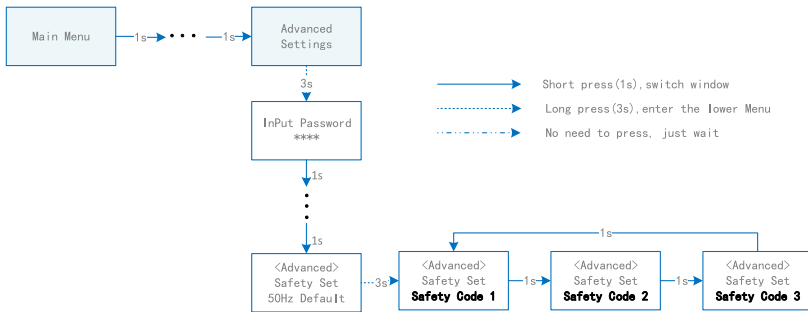 Main Menu
1s
• • •
1s
Advanced
Settings
3s
InPut Password
****
1s
1s
<Advanced>
Safety Set
50Hz Default
3s
<Advanced>
Safety Set
Safety Code 1
1s
<Advanced>
Safety Set
Safety Code 2
1s
<Advanced>
Safety Set
Safety Code 3
1s
Short press(1s),switch window
Long press(3s),enter the lower Menu
No need to press, just wait